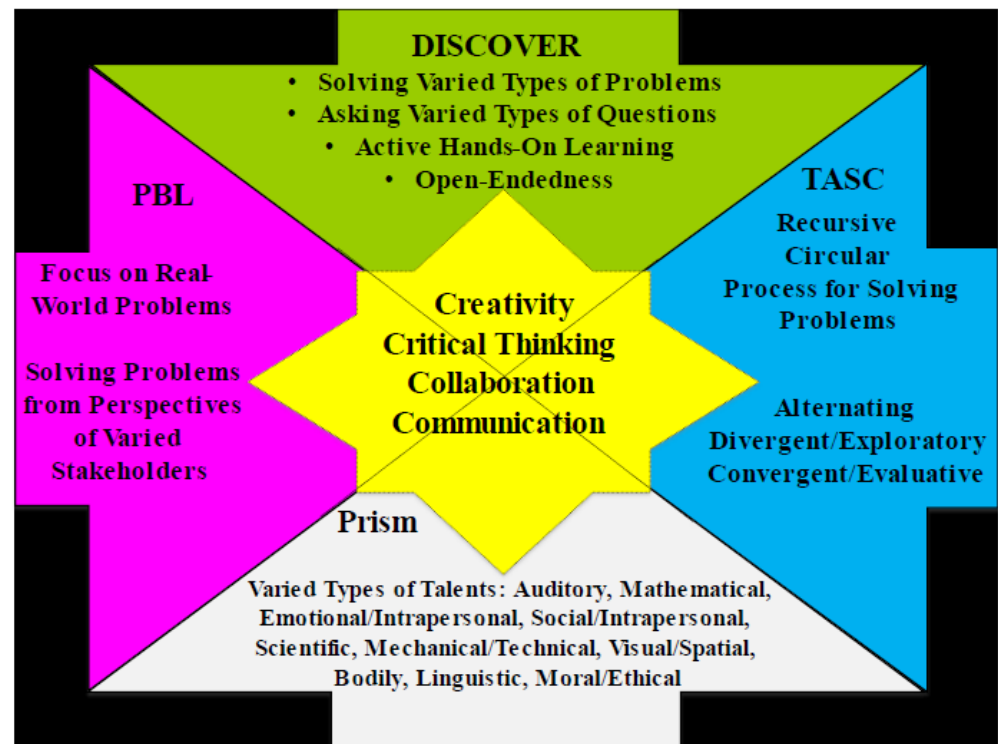 DISCOVER
• Solving Varied Types of Problems
• Asking Varied Types of Questions
• Active Hands-On Learning
• Open-Endedness
PBL
Focus on Real-
World Problems
Solving Problems
from Perspectives
of Varied
Stakeholders
Creativity
Critical Thinking
Collaboration
Communication
TASC
Recursive
Circular
Process for Solving
Problems
Alternating
Divergent/Exploratory
Convergent/Evaluative
Prism
Varied Types of Talents: Auditory, Mathematical,
Emotional/Intrapersonal, Social/Intrapersonal,
Scientific, Mechanical/Technical, Visual/Spatial,
Bodily, Linguistic, Moral/Ethical